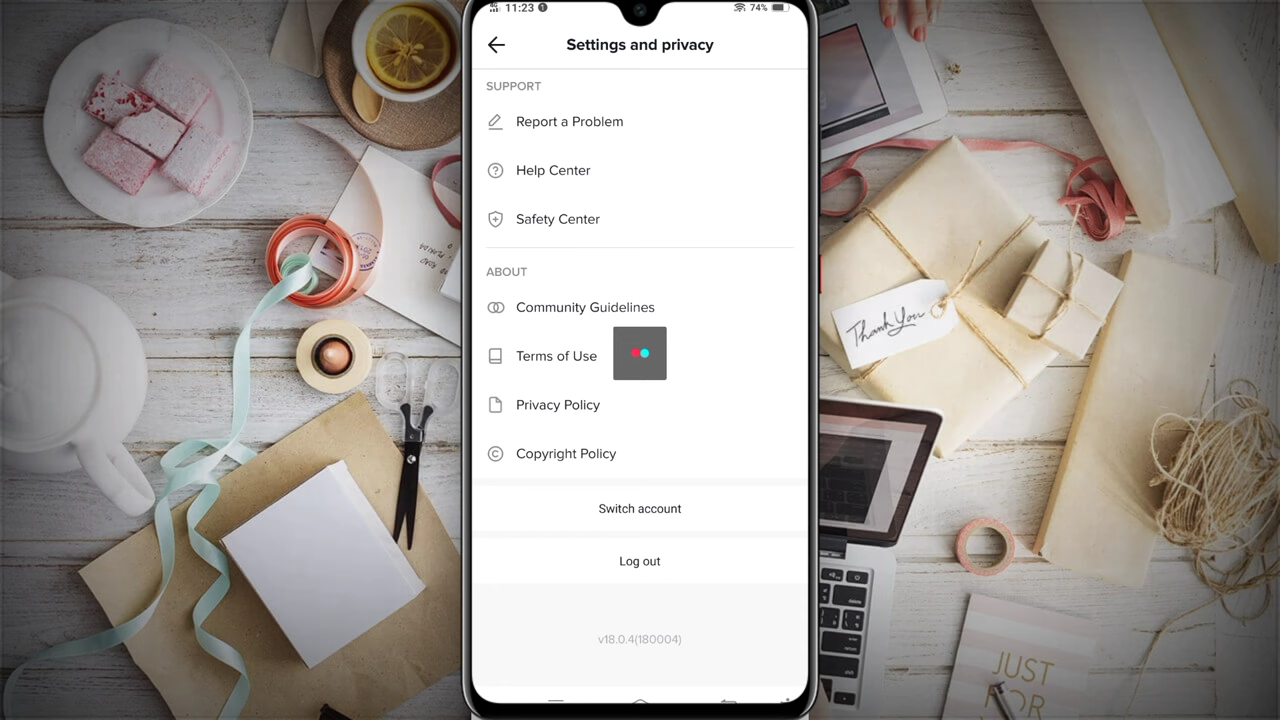 11:23
74%
Settings and privacy
SUPPORT
Report a Problem
Help Center
Safety Center
ABOUT
Community Guidelines
Terms of Use
Privacy Policy
Copyright Policy
Switch account
Log out
v18.0.4(180004)
Thank You
JUST
FOR